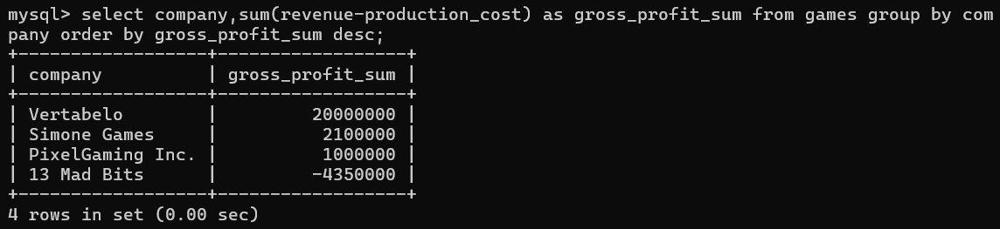 mysql> select company,sum(revenue-production_cost) as gross_profit_sum from games group by com
pany order by gross_profit_sum desc;
+------------------+------------------+
| company          | gross_profit_sum |
+------------------+------------------+
| Vertabelo        |         20000000 |
| Simone Games     |          2100000 |
| PixelGaming Inc. |          1000000 |
| 13 Mad Bits      |         -4350000 |
+------------------+------------------+
4 rows in set (0.00 sec)